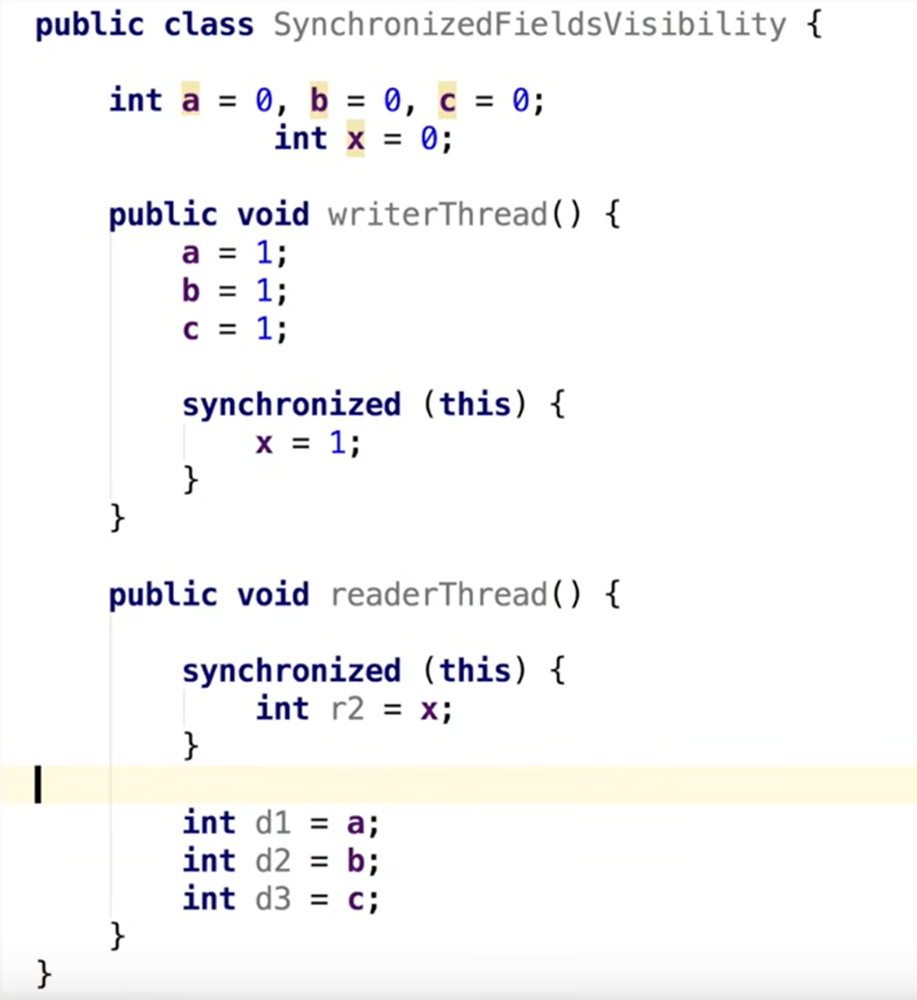 public class SynchronizedFieldsVisibility {
int a = 0, b = 0, c = 0;
int x = 0;
public void writerThread() {
a = 1;
b = 1;
c = 1;
synchronized (this) {
x = 1;
}
}
public void readerThread() {
synchronized (this) {
int r2 = x;
}
int d1 = a;
int d2 = b;
int d3 = c;
}
}